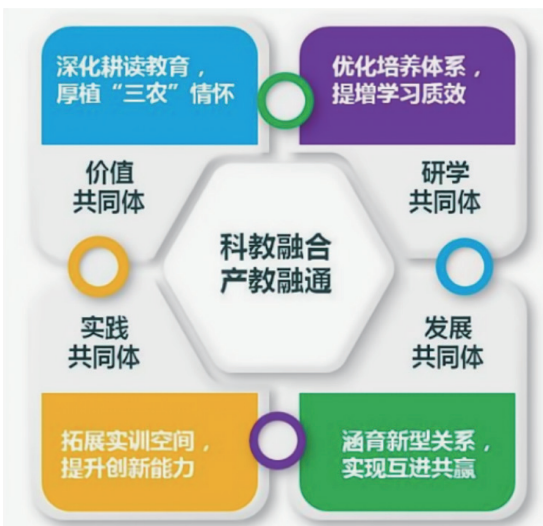 深化耕读教育，
厚植“三农”情怀
优化培养体系，
提增学习质效
价值
共同体
研学
共同体
科教融合
产教融通
实践
共同体
发展
共同体
拓展实训空间，
提升创新能力
涵育新型关系，
实现互进共赢